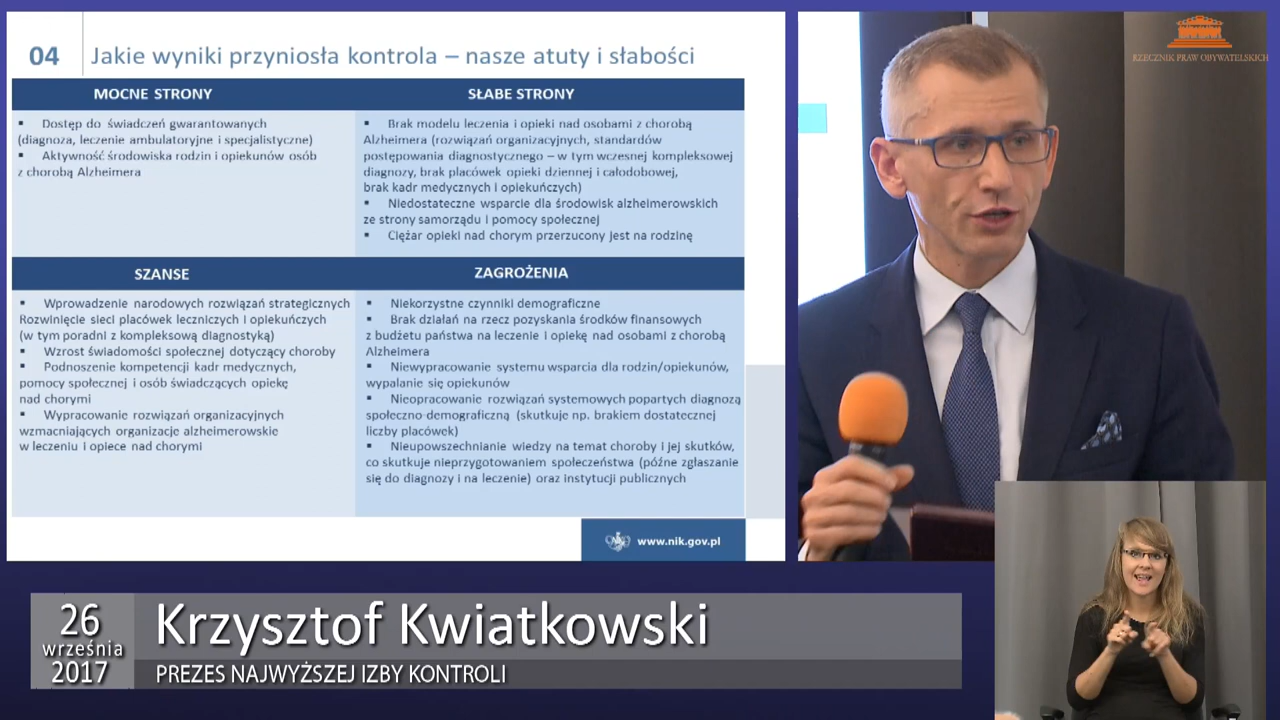 04 Jakie wyniki przyniosła kontrola – nasze atuty i słabości
MOCNE STRONY
▪ Dostęp do świadczeń gwarantowanych
(diagnoza, leczenie ambulatoryjne i specjalistyczne)
▪ Aktywność środowiska rodzin i opiekunów osób
z chorobą Alzheimera
SŁABE STRONY
▪ Brak modelu leczenia i opieki nad osobami z chorobą
Alzheimera (rozwiązań organizacyjnych, standardów
postępowania diagnostycznego – w tym wczesnej kompleksowej
diagnozy, brak placówek opieki dziennej i całodobowej,
brak kadr medycznych i opiekuńczych)
▪ Niedostateczne wsparcie dla środowisk alzheimerowskich
ze strony samorządu i pomocy społecznej
▪ Ciężar opieki nad chorym przerzucony jest na rodzinę
SZANSE
▪ Wprowadzenie narodowych rozwiązań strategicznych
Rozwinięcie sieci placówek leczniczych i opiekuńczych
(w tym poradni z kompleksową diagnostyką)
▪ Wzrost świadomości społecznej dotyczący choroby
▪ Podnoszenie kompetencji kadr medycznych,
pomocy społecznej i osób świadczących opiekę
nad chorymi
▪ Wypracowanie rozwiązań organizacyjnych
wzmacniających organizacje alzheimerowskie
w leczeniu i opiece nad chorymi
ZAGROŻENIA
▪ Niekorzystne czynniki demograficzne
▪ Brak działań na rzecz pozyskania środków finansowych
z budżetu państwa na leczenie i opiekę nad osobami z chorobą
Alzheimera
▪ Niewypracowanie systemu wsparcia dla rodzin/opiekunów,
wypalanie się opiekunów
▪ Nieopracowanie rozwiązań systemowych popartych diagnozą
społeczno-demograficzną (skutkuje np. brakiem dostatecznej
liczby placówek)
▪ Nieupowszechnianie wiedzy na temat choroby i jej skutków,
co skutkuje nieprzygotowaniem społeczeństwa (późne zgłaszanie
się do diagnozy i na leczenie) oraz instytucji publicznych
www.nik.gov.pl
RZECZNIK PRAW OBYWATELSKICH
26
września
2017
Krzysztof Kwiatkowski
PREZES NAJWYŻSZEJ IZBY KONTROLI